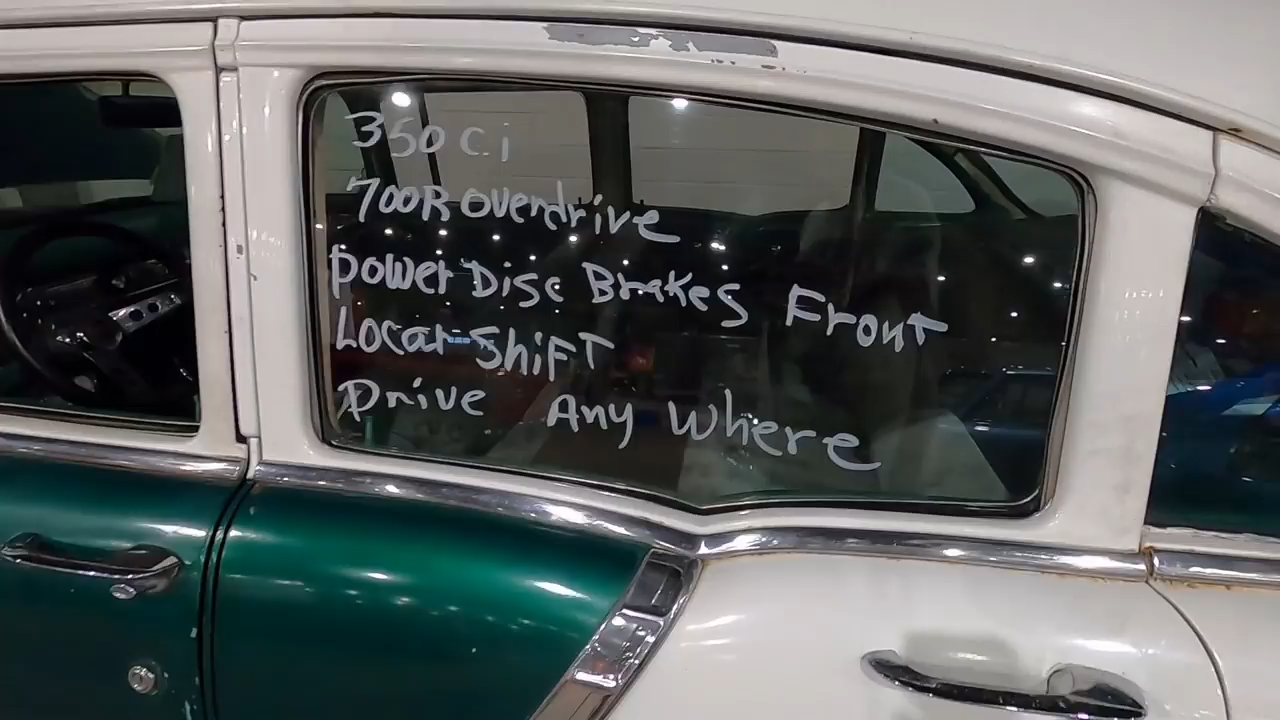 350 C.i
700R overdrive
Power Disc Brakes Front
Locar Shift
Drive Any Where